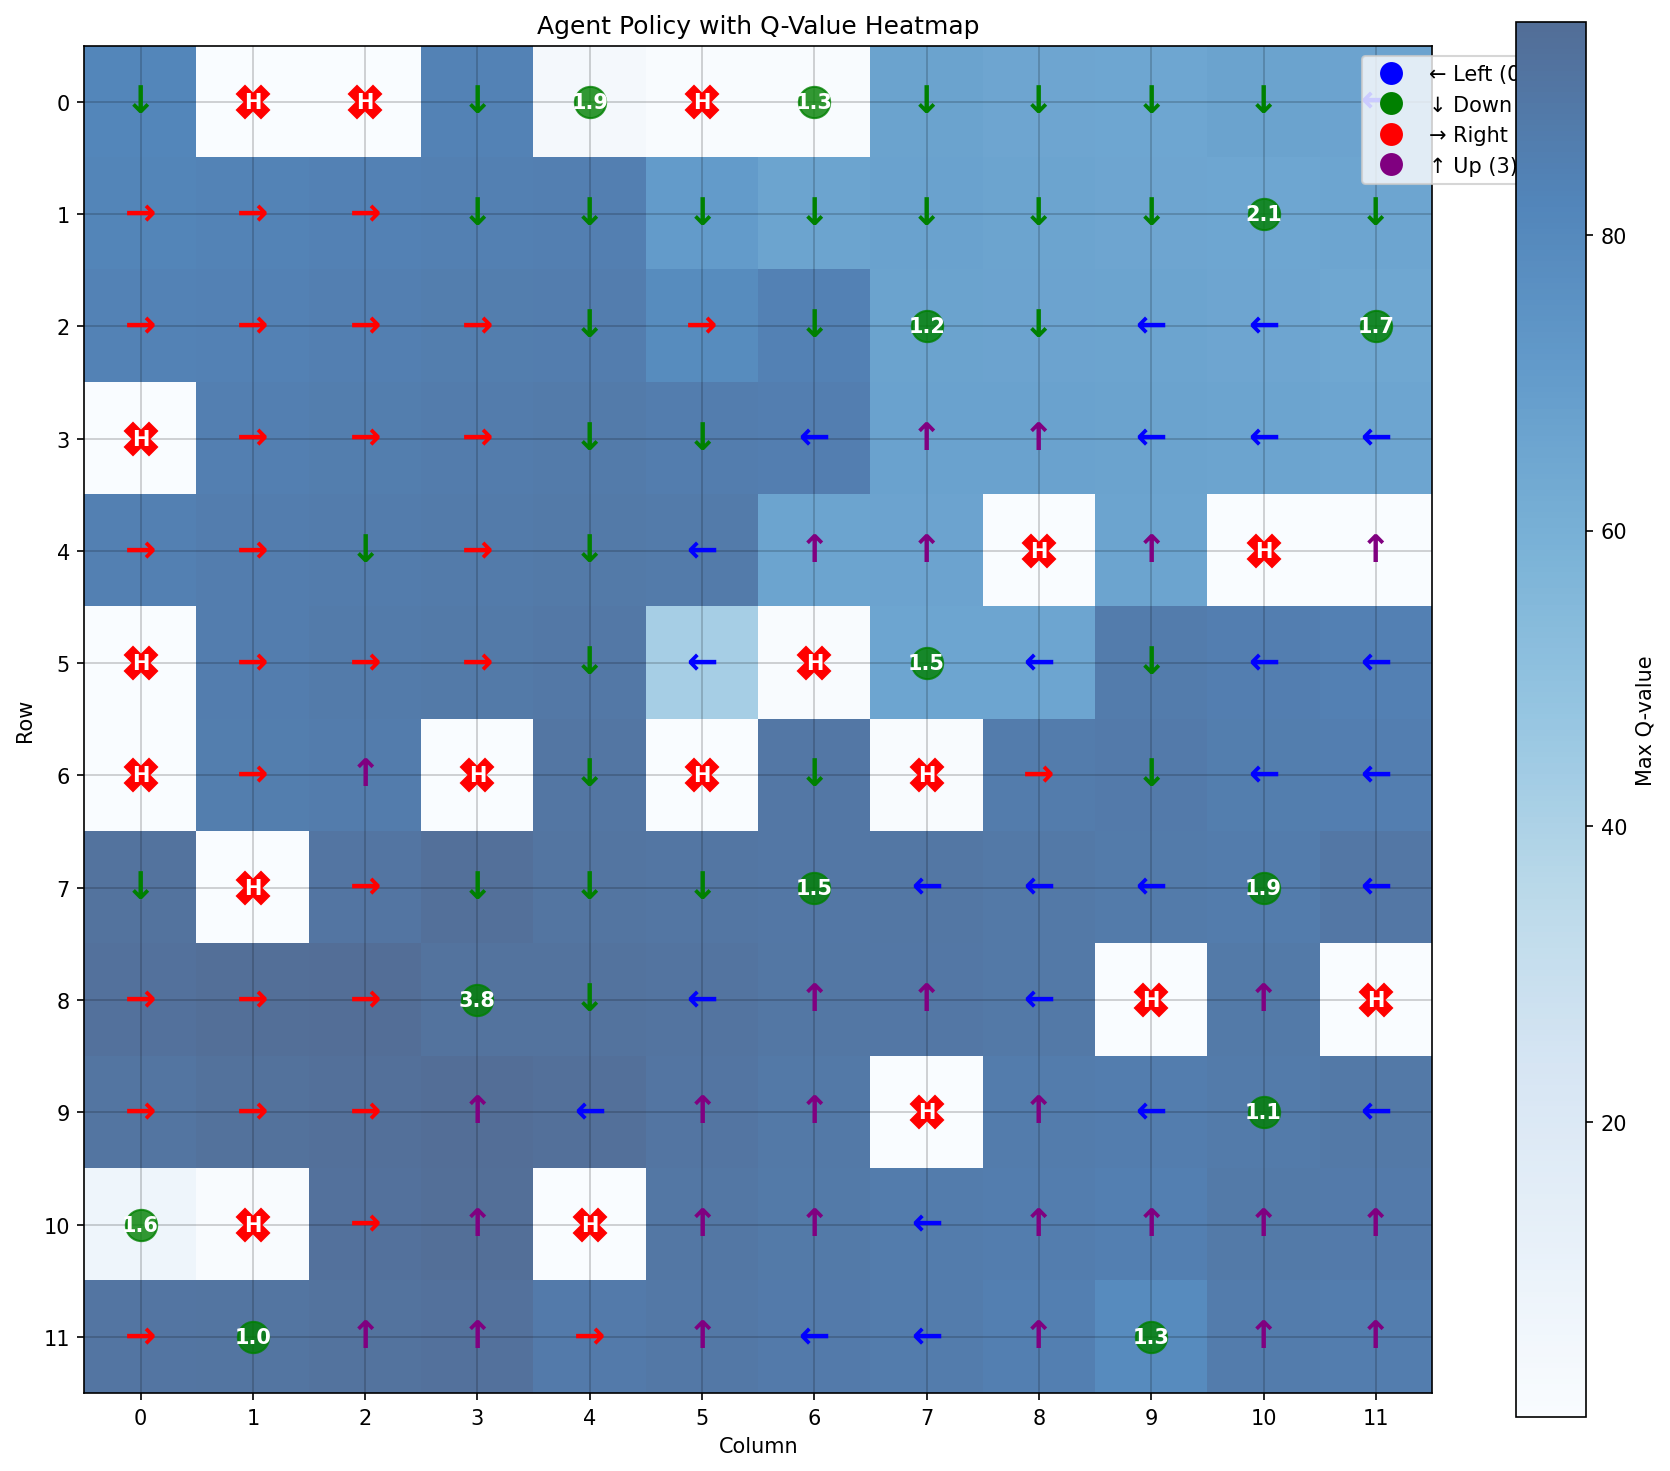 Agent Policy with Q-Value Heatmap
← Left (0
↓ Down
→ Right
↑ Up (3)
0 ↓ H H ↓ 1.9 H 1.3 ↓ ↓ ↓ ↓ ←
1 → → → ↓ ↓ ↓ ↓ ↓ ↓ ↓ 2.1 ↓
2 → → → → ↓ → ↓ 1.2 ↓ ← ← 1.7
3 H → → → ↓ ↓ ← ↑ ↑ ← ← ←
4 → → ↓ → ↓ ← ↑ ↑ H ↑ H ↑
5 H → → → ↓ ← H 1.5 ← ↓ ← ←
6 H → ↑ H ↓ H ↓ H → ↓ ← ←
7 ↓ H → ↓ ↓ ↓ 1.5 ← ← ← 1.9 ←
8 → → → 3.8 ↓ ← ↑ ↑ ← H ↑ H
9 → → → ↑ ← ↑ ↑ H ↑ ← 1.1 ←
10 1.6 H → ↑ H ↑ ↑ ← ↑ ↑ ↑ ↑
11 → 1.0 ↑ ↑ → ↑ ← ← ↑ 1.3 ↑ ↑
0 1 2 3 4 5 6 7 8 9 10 11
Column
Row
80
60
40
20
Max Q-value